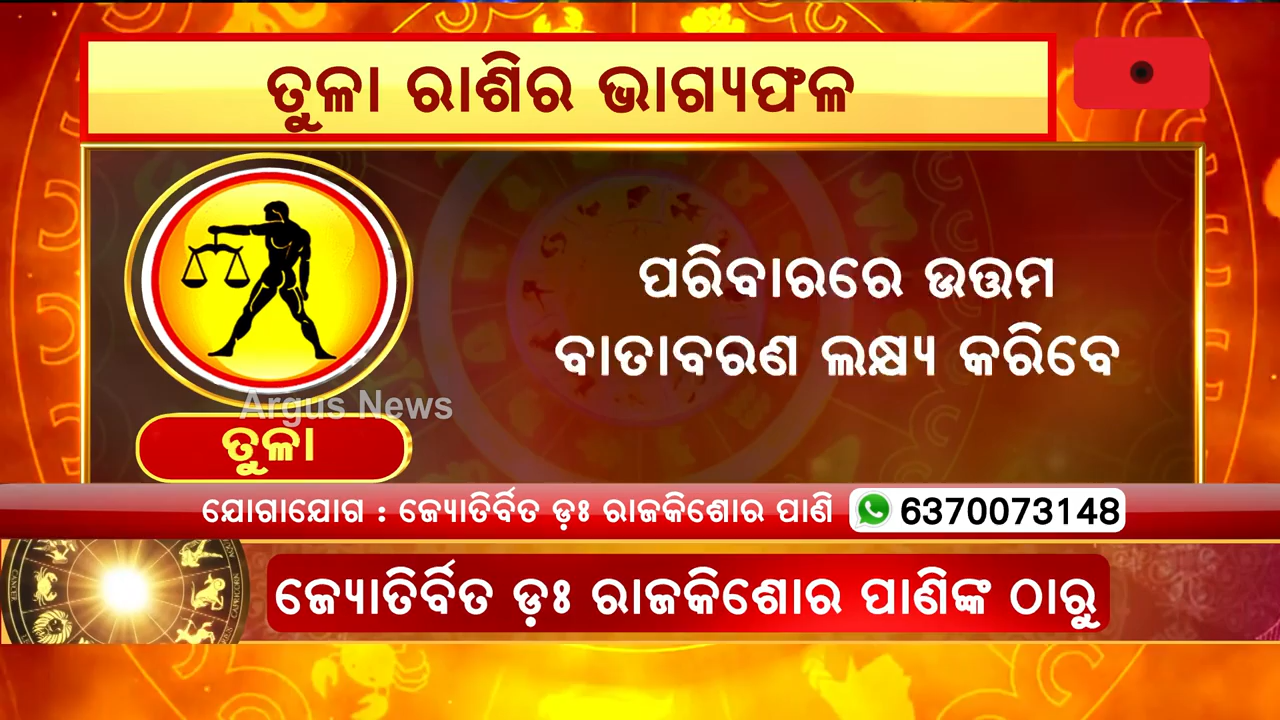 ତୁଳା ରାଶିର ଭାଗ୍ୟଫଳ
ପରିବାରରେ ଉତ୍ତମ
ବାତାବରଣ ଲକ୍ଷ୍ୟ କରିବେ
Argus News
ତୁଳା
ଯୋଗାଯୋଗ : ଜ୍ୟୋତିର୍ବିତ ଡ଼ଃ ରାଜକିଶୋର ପାଣି 6370073148
ଜ୍ୟୋତିର୍ବିତ ଡ଼ଃ ରାଜକିଶୋର ପାଣିଙ୍କ ଠାରୁ